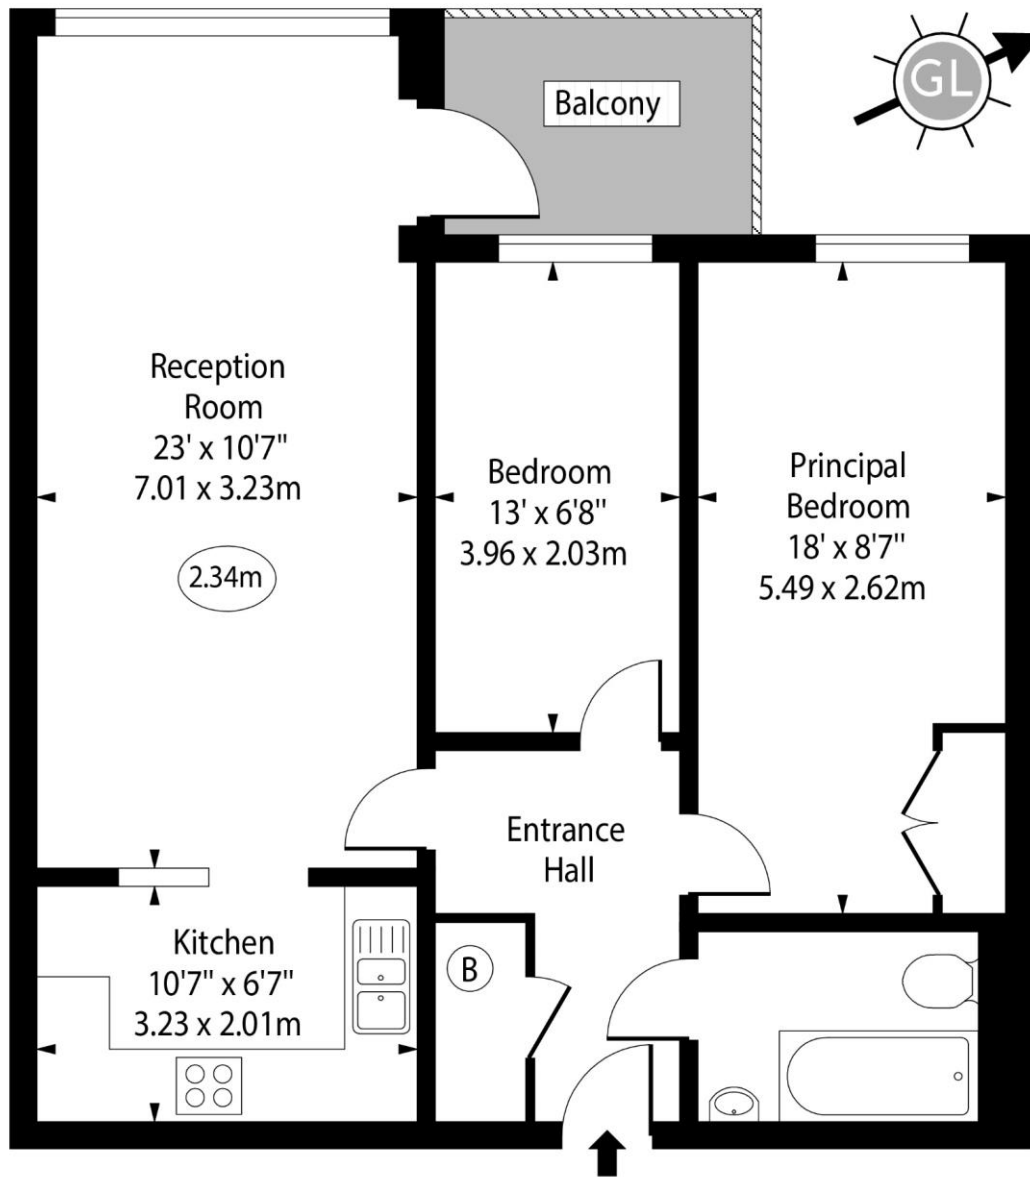 GL
Balcony
Reception
Room
23' x 10'7"
7.01 x 3.23m
2.34m
Bedroom
13' x 6'8"
3.96 x 2.03m
Principal
Bedroom
18' x 8'7"
5.49 x 2.62m
Entrance
Hall
Kitchen
10'7" x 6'7"
3.23 x 2.01m
B